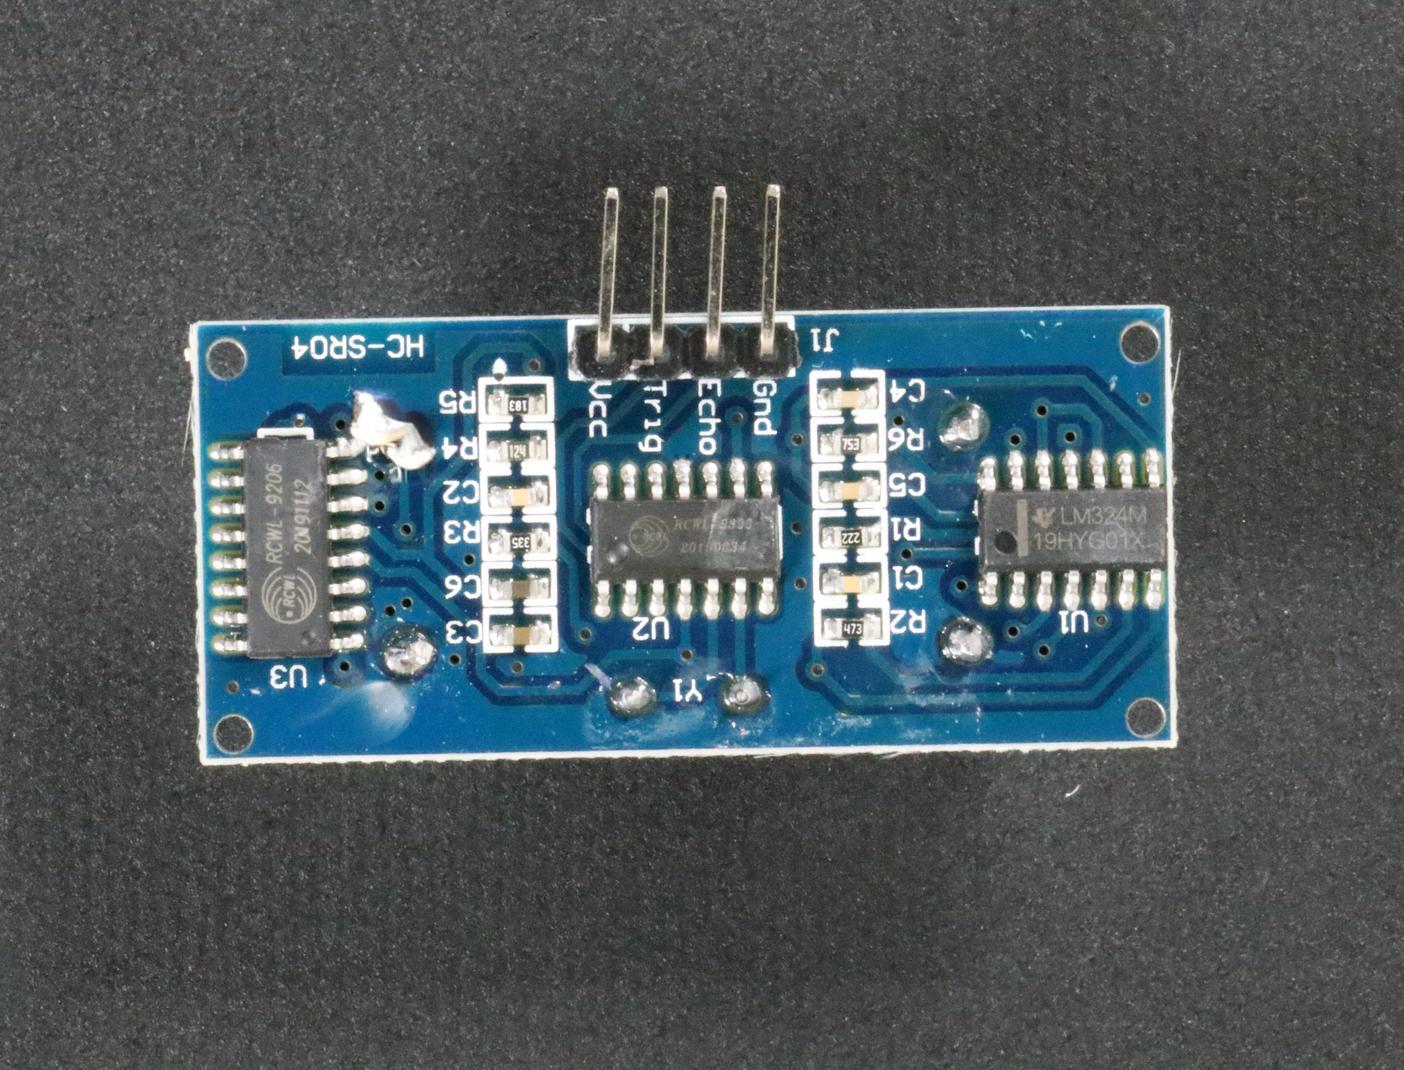 HC-SR04
J1
Vcc
Trig
Echo
Gnd
R5
183
R4
124
C2
R3
335
C6
C3
C4
R6
753
C5
R1
222
C1
R2
473
RCWL-9206
20191112
RCWL
U3
U2
Y1
LM324M
19HYG01X
U1